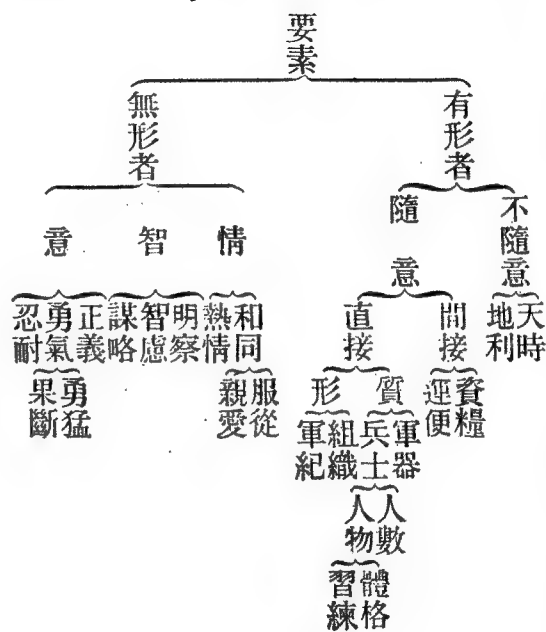 要素
有形者
無形者
不隨意
隨意
情
智
意
天時
地利
間接
直接
和同
熱情
明察
智慮
謀略
正義
勇氣
忍耐
資糧
運便
質
形
服從
親愛
勇猛
果斷
軍器
兵士
組織
軍紀
人數
人物
體格
習練